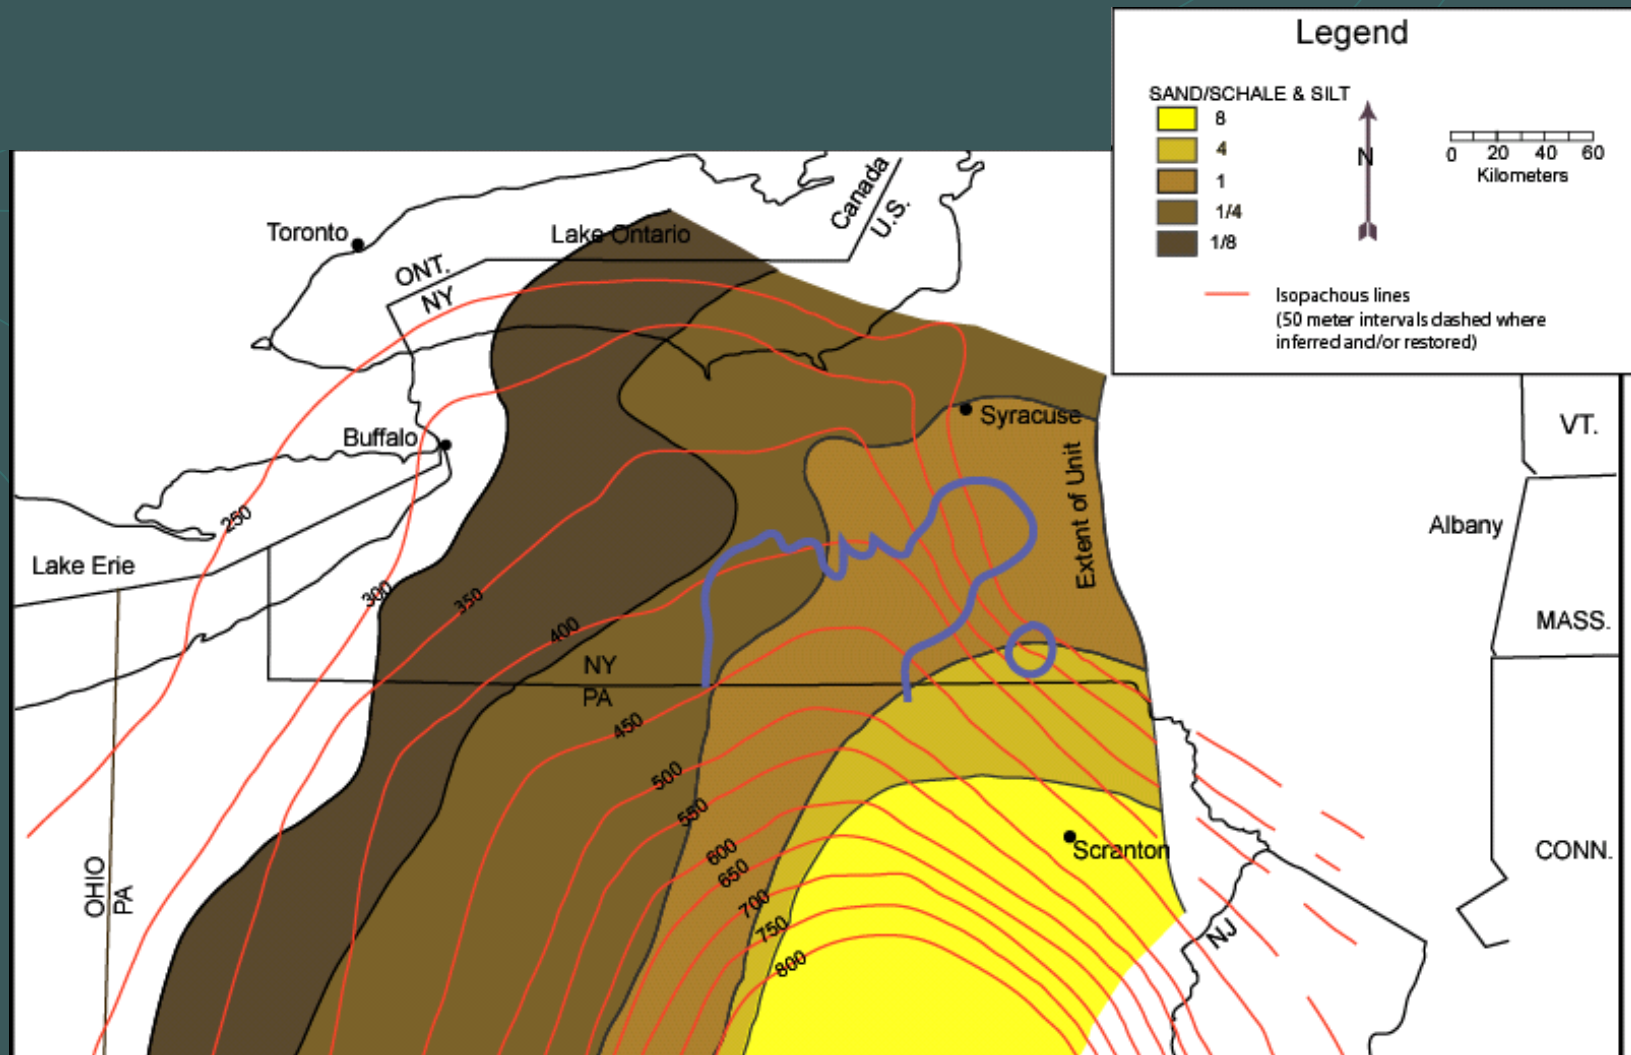 Legend
SAND/SCHALE & SILT
8
4
1
1/4
1/8
N
0 20 40 60
Kilometers
Isopachous lines
(50 meter intervals dashed where
inferred and/or restored)
Toronto
Lake Ontario
Canada
U.S.
ONT.
NY
Buffalo
Syracuse
Extent of Unit
VT.
Albany
MASS.
CONN.
Lake Erie
250
300
350
400
NY
PA
450
500
550
600
650
700
750
800
Scranton
OHIO
PA
NJ